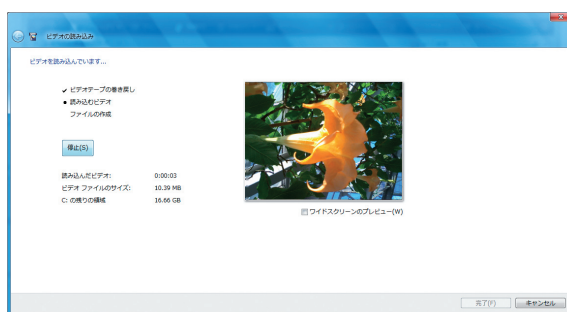 ビデオの読み込み
ビデオを読み込んでいます...
ビデオテープの巻き戻し
読み込むビデオ
ファイルの作成
停止(S)
読み込んだビデオ: 0:00:03
ビデオ ファイルのサイズ: 10.39 MB
C: の残りの領域 16.66 GB
ワイドスクリーンのプレビュー(W)
完了(F) キャンセル